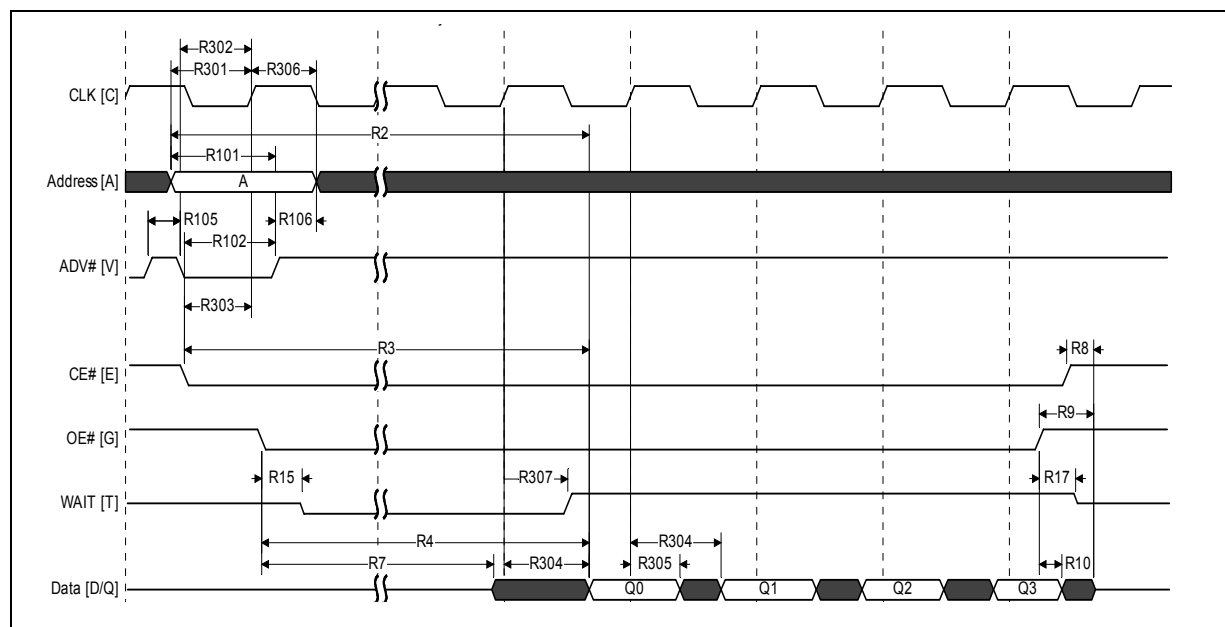 R302
R301 R306
CLK [C]
R2
R101
Address [A] A
R105 R106
R102
ADV# [V]
R303
R3 R8
CE# [E]
R9
OE# [G]
R15 R307 R17
WAIT [T]
R4 R304
R7 R304 R305 R10
Data [D/Q] Q0 Q1 Q2 Q3